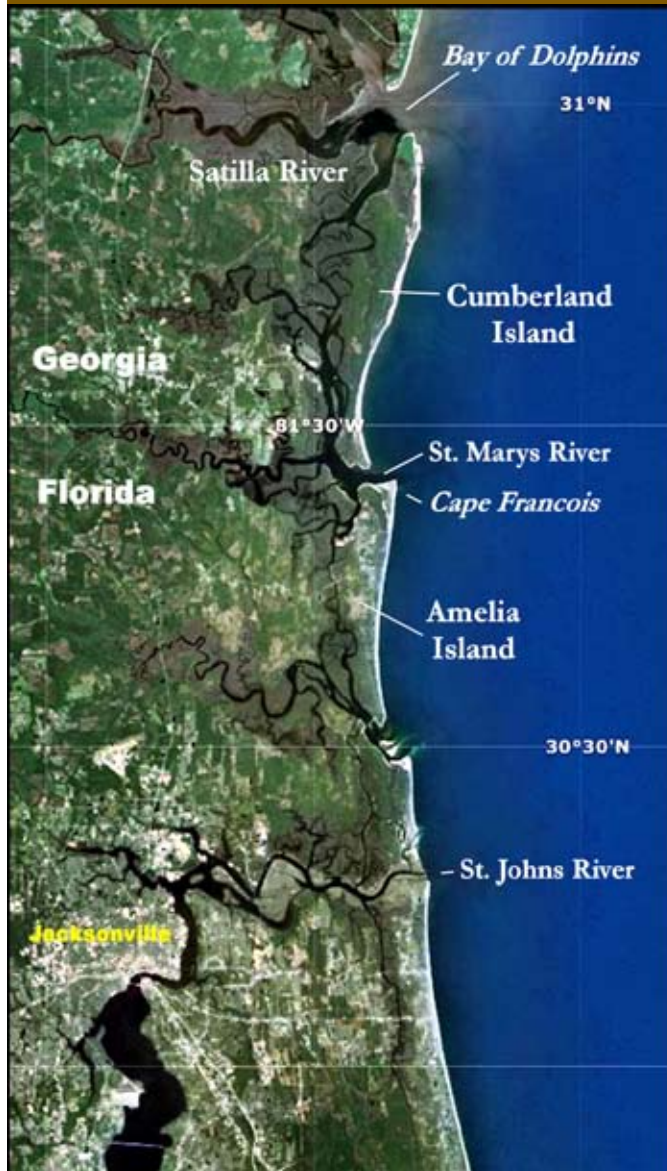 Bay of Dolphins
31°N
Satilla River
Cumberland
Island
Georgia
81°30'W
St. Marys River
Florida
Cape Francois
Amelia
Island
30°30'N
St. Johns River
Jacksonville